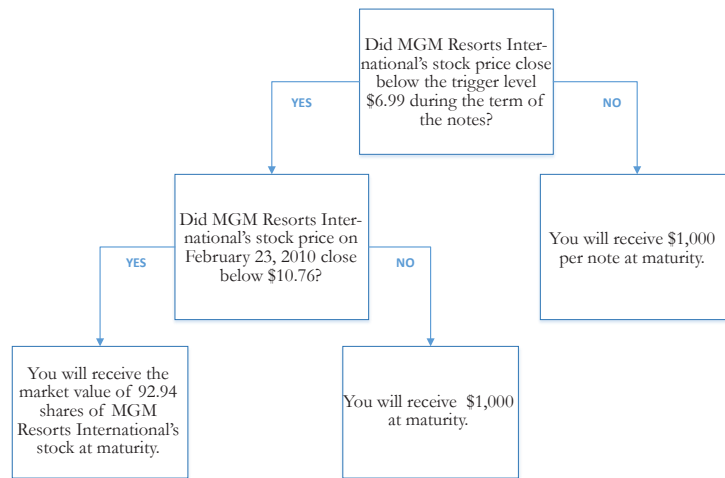 Did MGM Resorts Inter-
national's stock price close
below the trigger level
$6.99 during the term of
the notes?
YES
NO
Did MGM Resorts Inter-
national's stock price on
February 23, 2010 close
below $10.76?
You will receive $1,000
per note at maturity.
YES
NO
You will receive the
market value of 92.94
shares of MGM
Resorts International's
stock at maturity.
You will receive $1,000
at maturity.